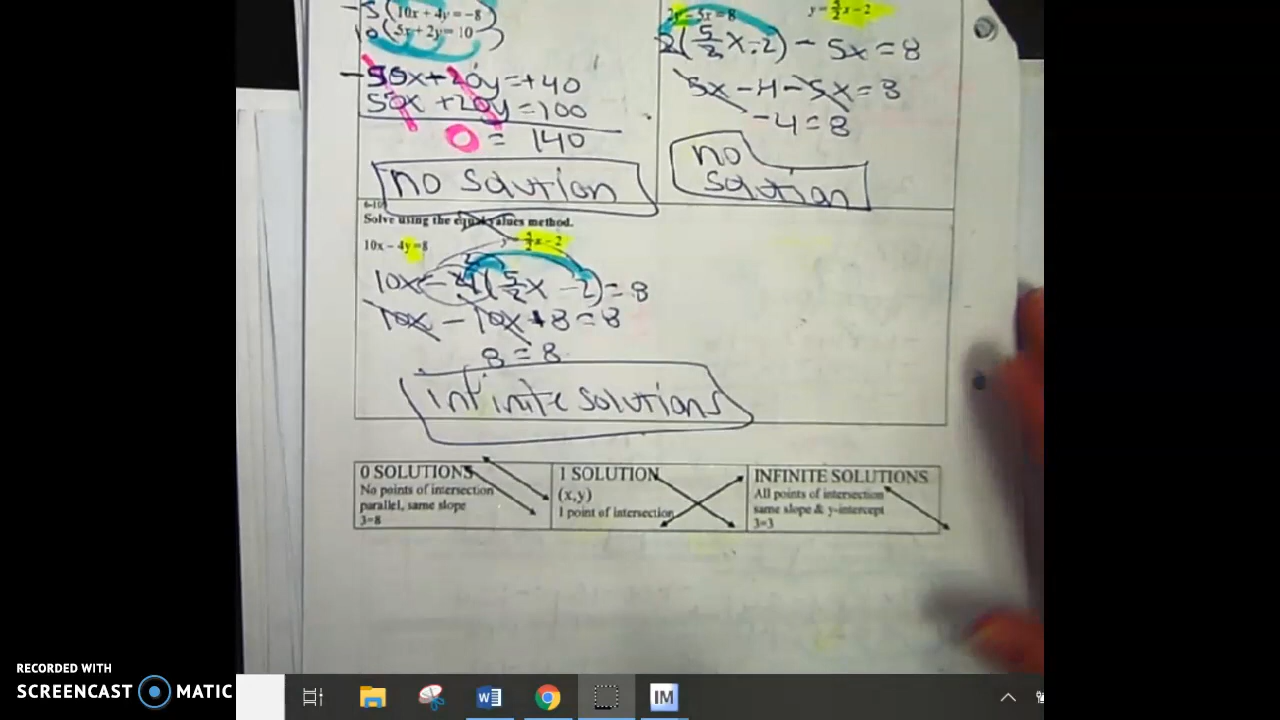 -5(10x + 4y = -8)
10(5x + 2y = 10)
-50x + 20y = +40
50x + 20y = 100
0 = 140
no solution
2y - 5x = 8
y = 5/2x - 2
2(5/2x - 2) - 5x = 8
5x - 4 - 5x = 8
-4 = 8
no
solution
6-10
Solve using the equal values method.
10x - 4y = 8
y = 5/2x - 2
10x - 4(5/2x - 2) = 8
10x - 10x + 8 = 8
8 = 8
infinite solutions
0 SOLUTIONS
No points of intersection
parallel, same slope
3=8
1 SOLUTION
(x,y)
1 point of intersection
INFINITE SOLUTIONS
All points of intersection
same slope & y-intercept
3=3
RECORDED WITH
SCREENCAST MATIC
W
IM